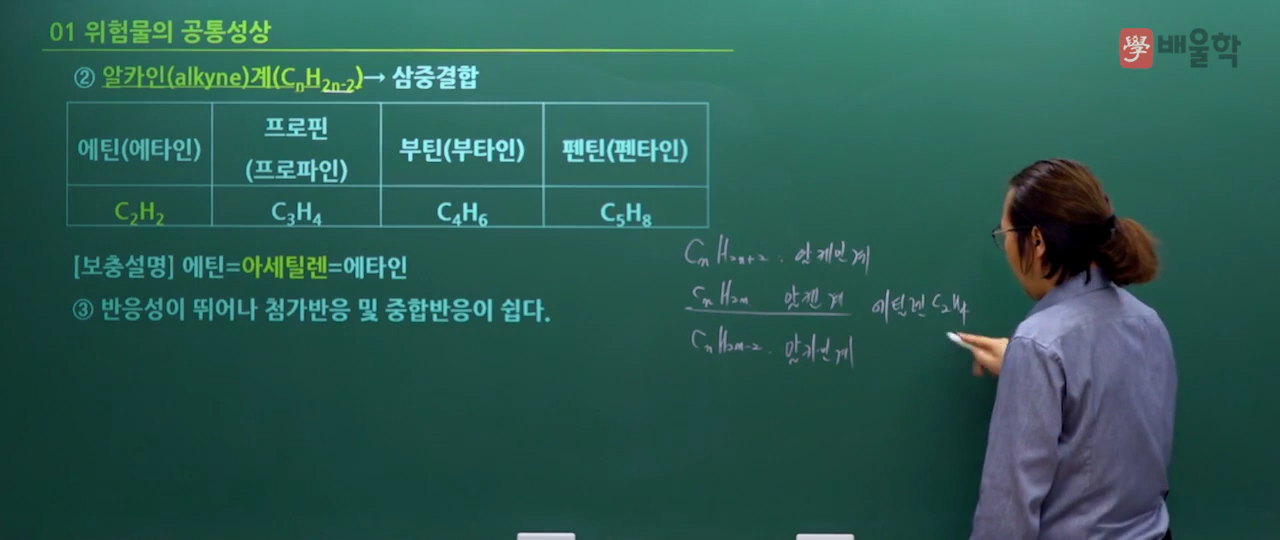 01 위험물의 공통성상
學 배울학
② 알카인(alkyne)계(CnH2n-2)→ 삼중결합
에틴(에타인) 프로핀 (프로파인) 부틴(부타인) 펜틴(펜타인)
C2H2 C3H4 C4H6 C5H8
[보충설명] 에틴=아세틸렌=에타인
③ 반응성이 뛰어나 첨가반응 및 중합반응이 쉽다.
CnH2n+2. 알케인계
CnH2n 알켄계 에틸렌 C2H4
CnH2n-2. 알카인계